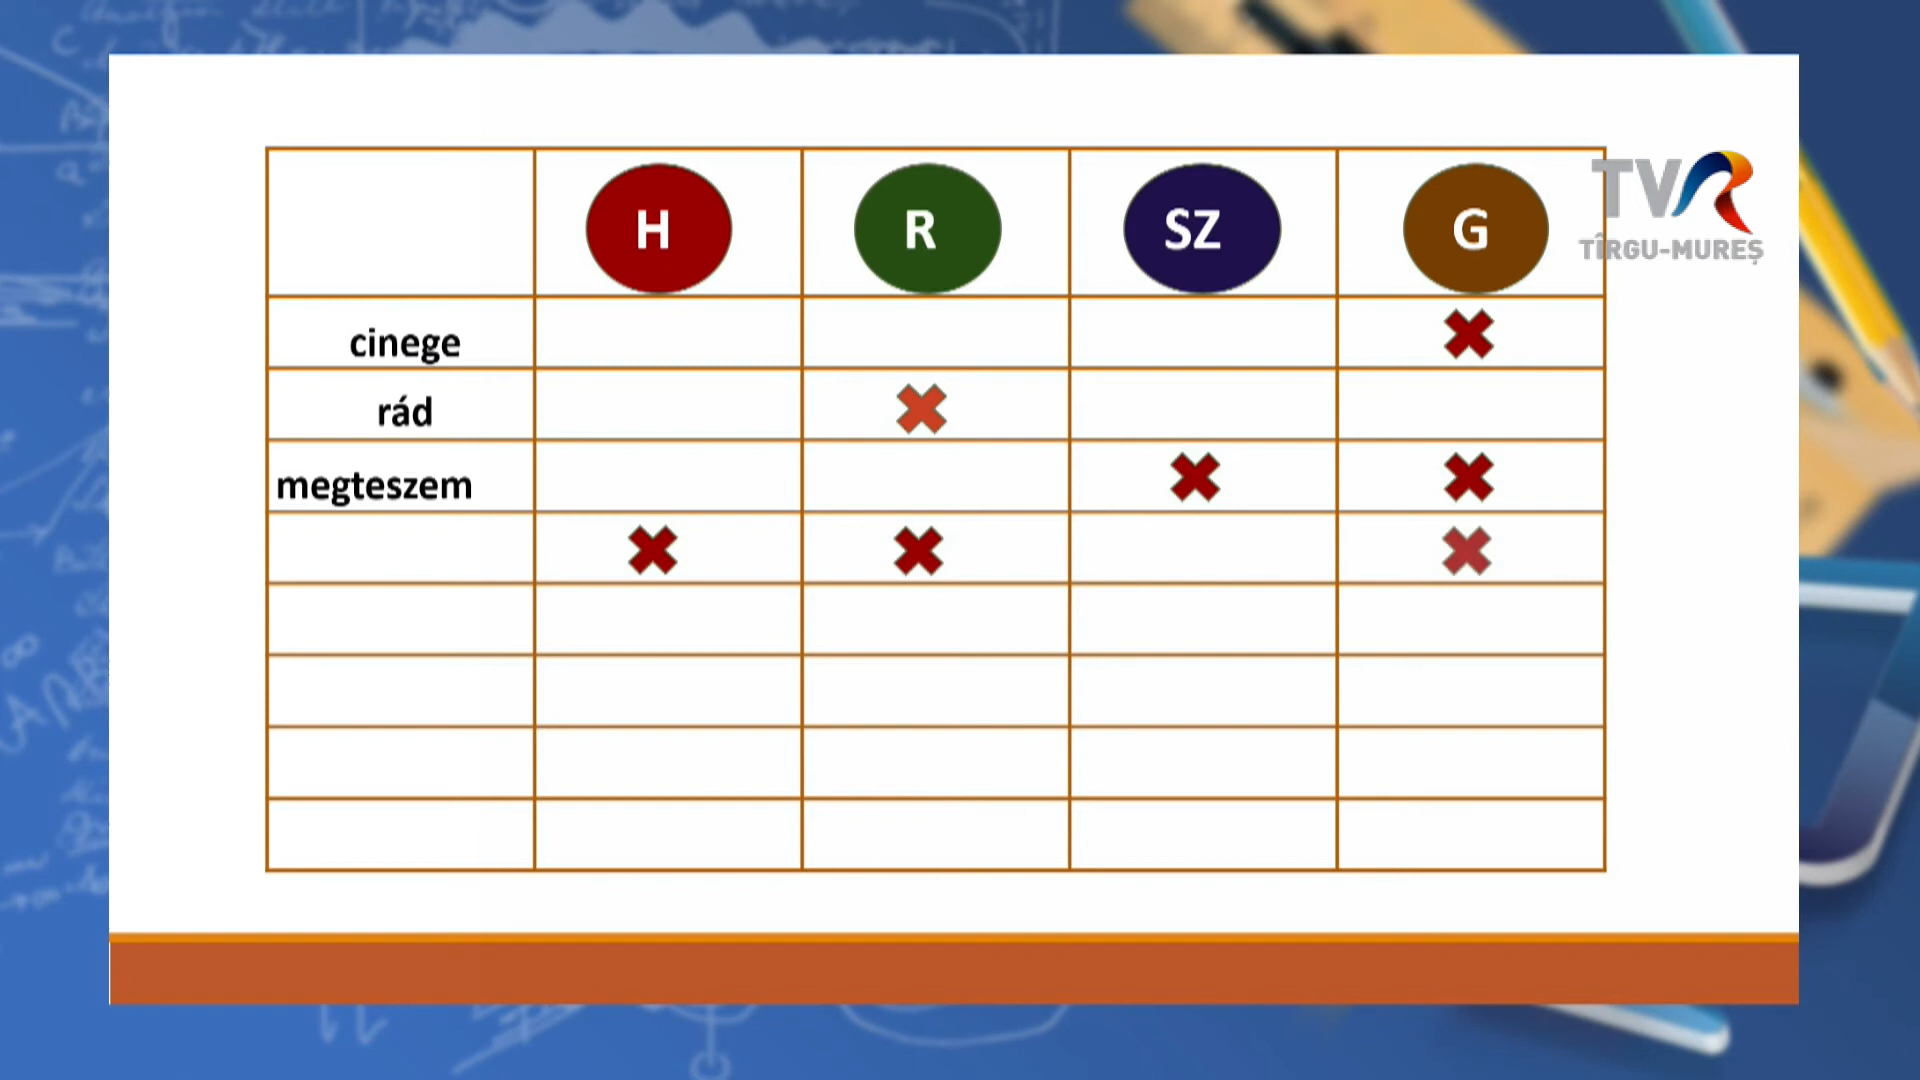 H
R
SZ
G
TVR
TÎRGU-MUREȘ
cinege
rád
megteszem